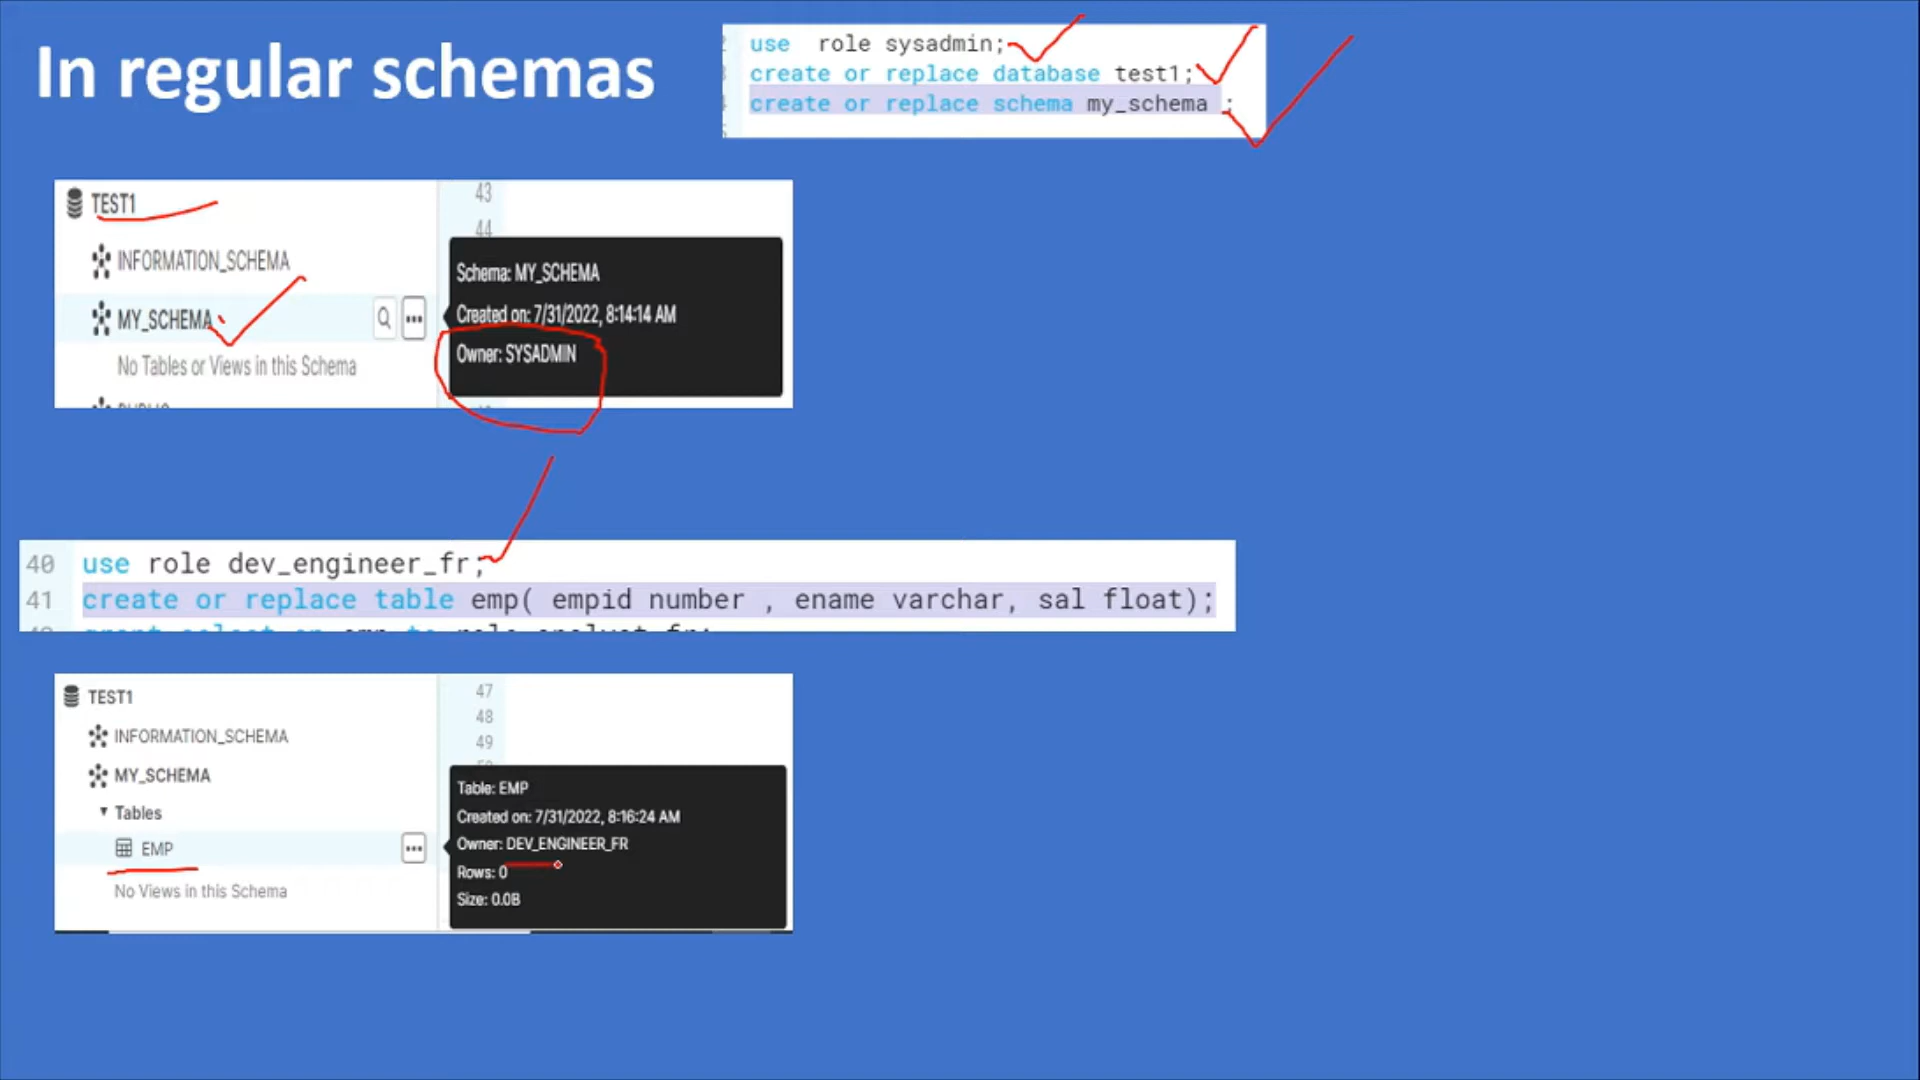 In regular schemas
use role sysadmin;
create or replace database test1;
create or replace schema my_schema ;
TEST1
INFORMATION_SCHEMA
MY_SCHEMA
No Tables or Views in this Schema
43
44
Schema: MY_SCHEMA
Created on: 7/31/2022, 8:14:14 AM
Owner: SYSADMIN
40 use role dev_engineer_fr;
41 create or replace table emp( empid number , ename varchar, sal float);
TEST1
INFORMATION_SCHEMA
MY_SCHEMA
Tables
EMP
No Views in this Schema
47
48
49
Table: EMP
Created on: 7/31/2022, 8:16:24 AM
Owner: DEV_ENGINEER_FR
Rows: 0
Size: 0.0B